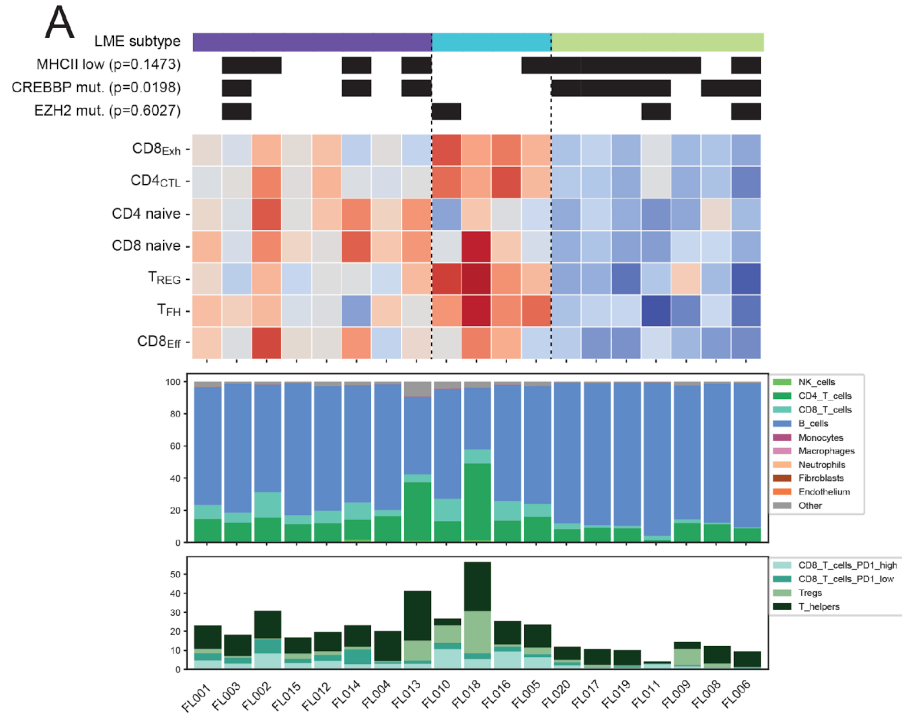 A
LME subtype
MHCII low (p=0.1473)
CREBBP mut. (p=0.0198)
EZH2 mut. (p=0.6027)
CD8Exh
CD4CTL
CD4 naive
CD8 naive
TREG
TFH
CD8Eff
100
80
60
40
20
0
NK_cells
CD4_T_cells
CD8_T_cells
B_cells
Monocytes
Macrophages
Neutrophils
Fibroblasts
Endothelium
Other
50
40
30
20
10
0
CD8_T_cells_PD1_high
CD8_T_cells_PD1_low
Tregs
T_helpers
FL001 FL003 FL002 FL015 FL012 FL014 FL004 FL013 FL010 FL018 FL016 FL005 FL020 FL017 FL019 FL011 FL009 FL008 FL006